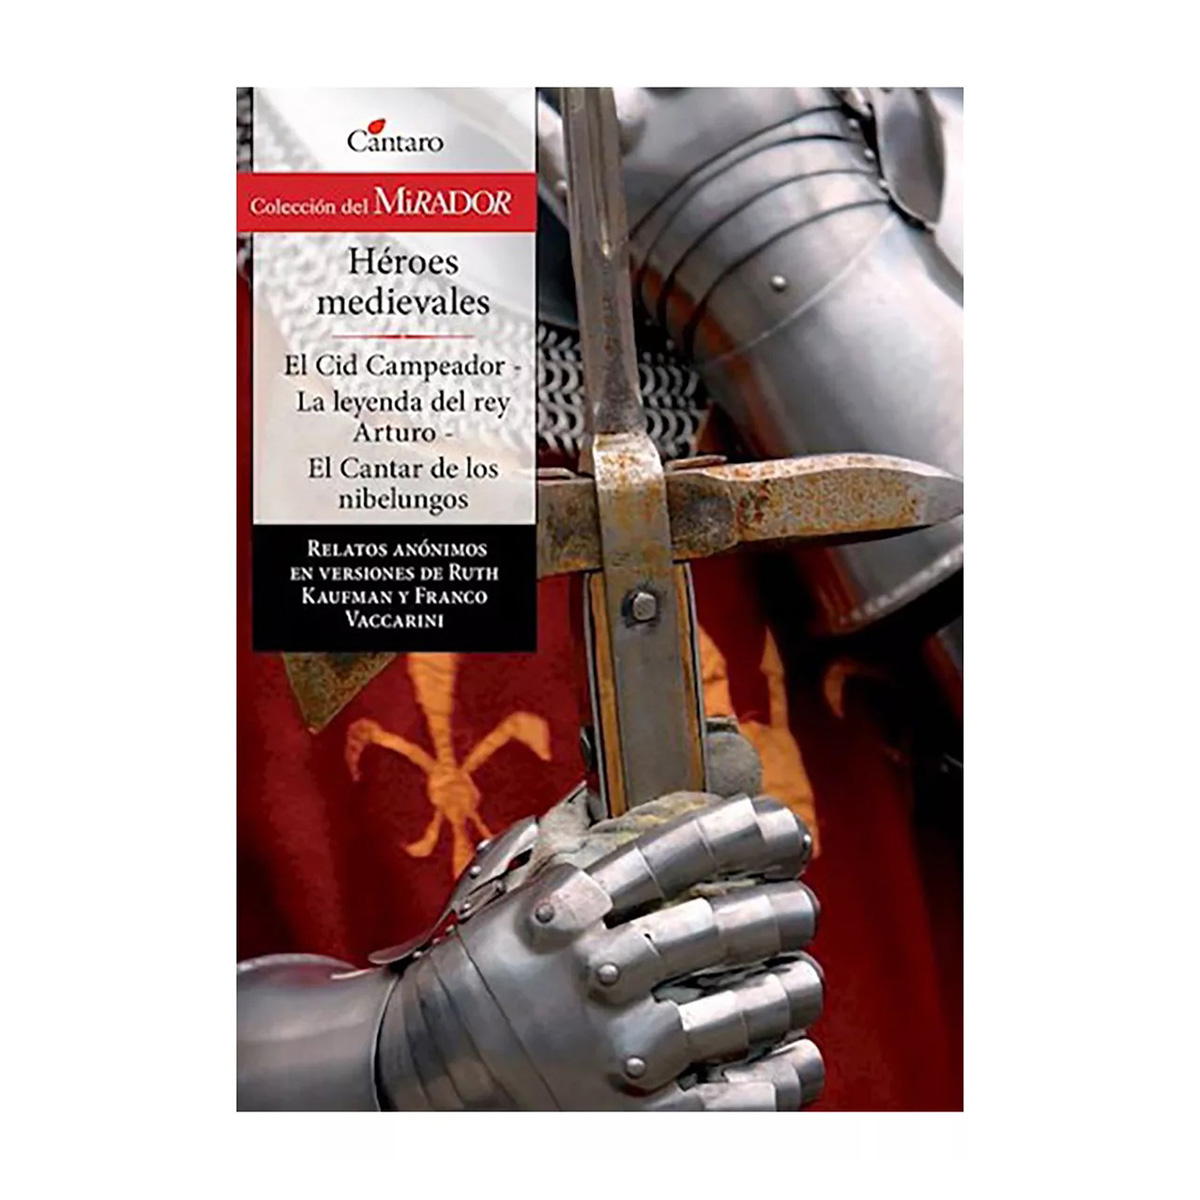 Cántaro
Colección del MiRADOR
Héroes
medievales
El Cid Campeador -
La leyenda del rey
Arturo -
El Cantar de los
nibelungos
RELATOS ANÓNIMOS
EN VERSIONES DE RUTH
KAUFMAN Y FRANCO
VACCARINI